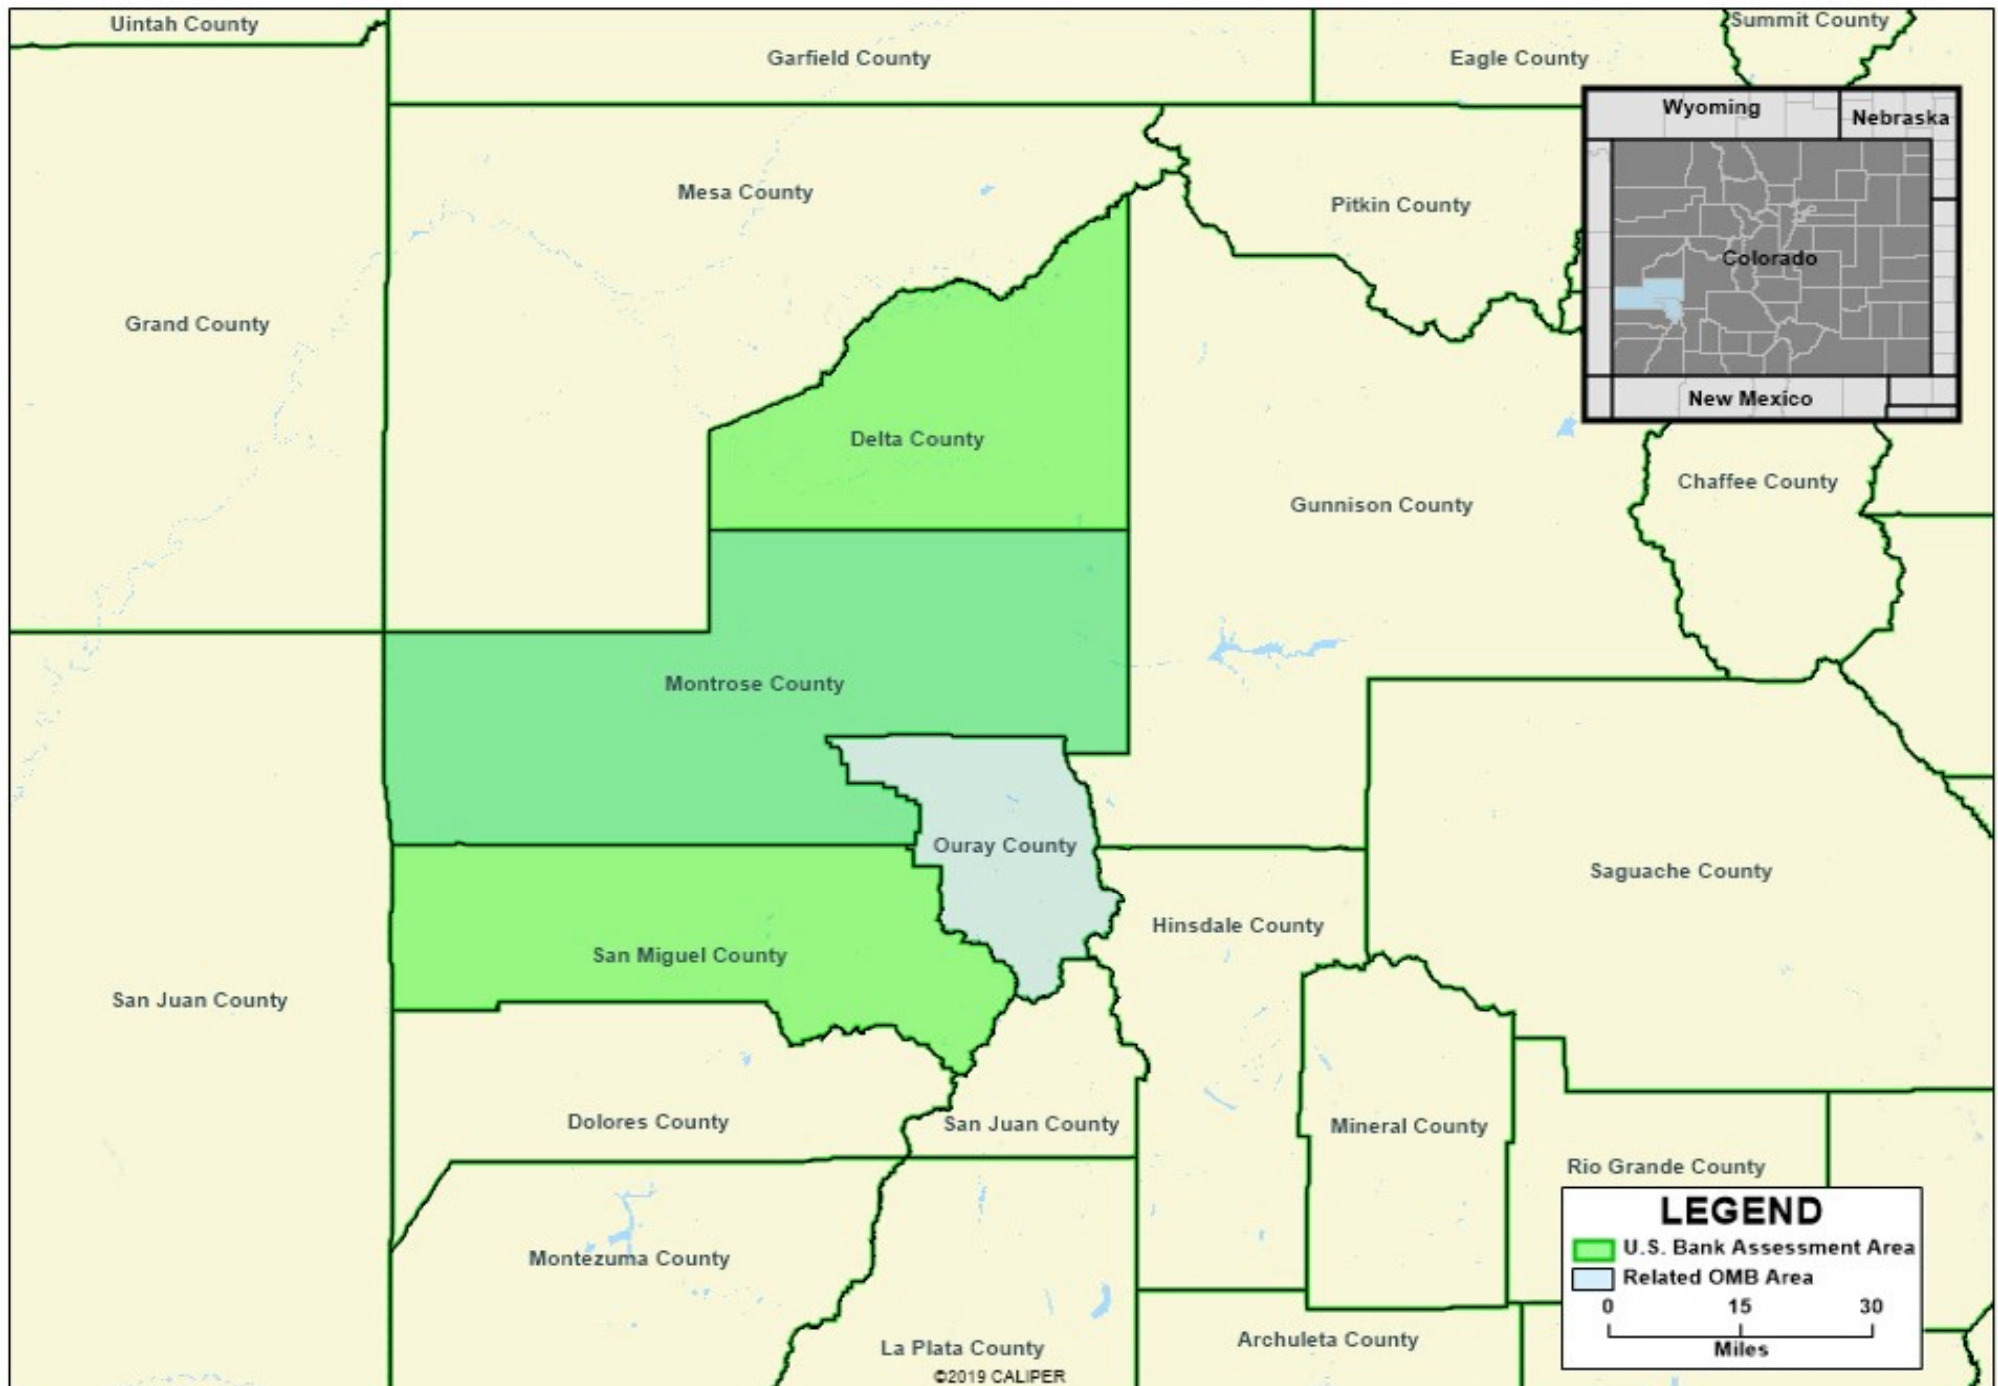 Uintah County
Summit County
Garfield County
Eagle County
Wyoming
Nebraska
Mesa County
Pitkin County
Colorado
Grand County
New Mexico
Delta County
Chaffee County
Gunnison County
Montrose County
Ouray County
Saguache County
Hinsdale County
San Miguel County
San Juan County
Dolores County
San Juan County
Mineral County
Rio Grande County
LEGEND
U.S. Bank Assessment Area
Related OMB Area
0 15 30
Miles
Montezuma County
La Plata County
Archuleta County
©2019 CALIPER